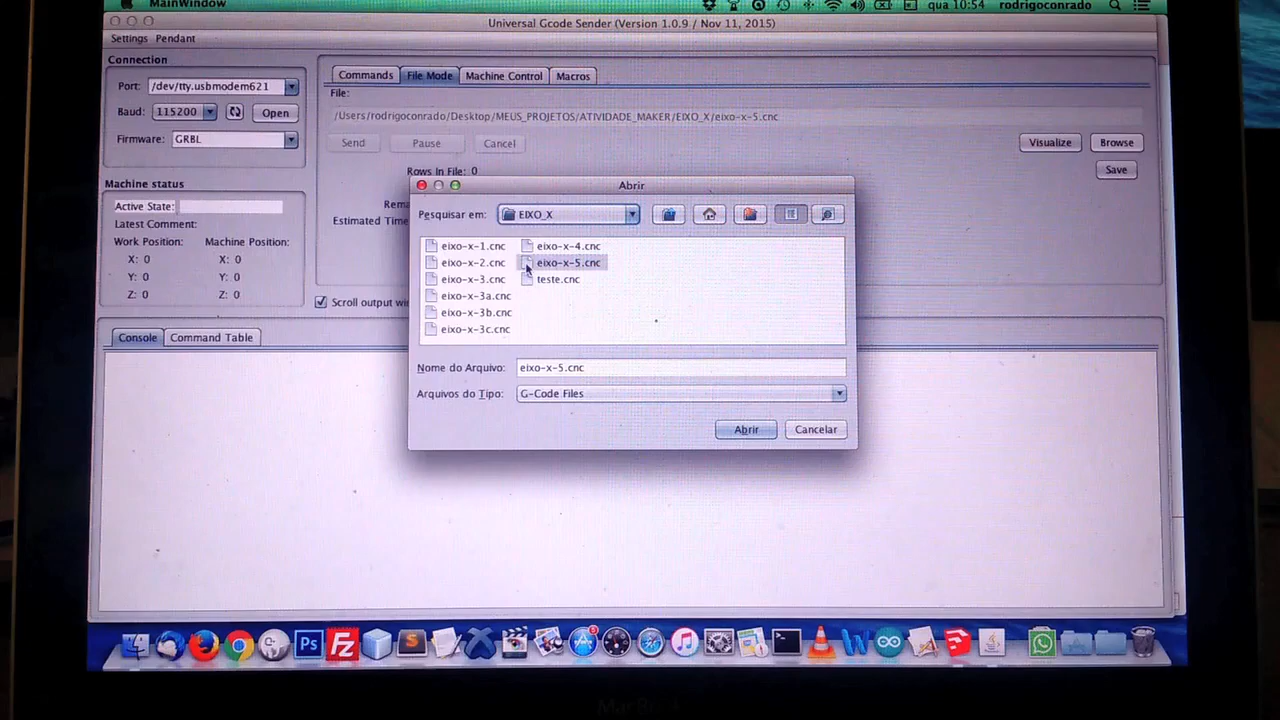 MainWindow
qua 10:54 rodrigoconrado
Universal Gcode Sender (Version 1.0.9 / Nov 11, 2015)
Settings Pendant
Connection
Port: /dev/tty.usbmodem621
Baud: 115200 Open
Firmware: GRBL
Commands File Mode Machine Control Macros
File:
/Users/rodrigoconrado/Desktop/MEUS_PROJETOS/ATIVIDADE_MAKER/EIXO_X/eixo-x-5.cnc
Send Pause Cancel Visualize Browse
Rows In File: 0
Save
Machine status
Active State:
Latest Comment:
Work Position: Machine Position:
X: 0 X: 0
Y: 0 Y: 0
Z: 0 Z: 0
Estimated Time
Scroll output wi
Abrir
Pesquisar em: EIXO_X
eixo-x-1.cnc eixo-x-4.cnc
eixo-x-2.cnc eixo-x-5.cnc
eixo-x-3.cnc teste.cnc
eixo-x-3a.cnc
eixo-x-3b.cnc
eixo-x-3c.cnc
Nome do Arquivo: eixo-x-5.cnc
Arquivos do Tipo: G-Code Files
Abrir Cancelar
Console Command Table
Ps
Fz